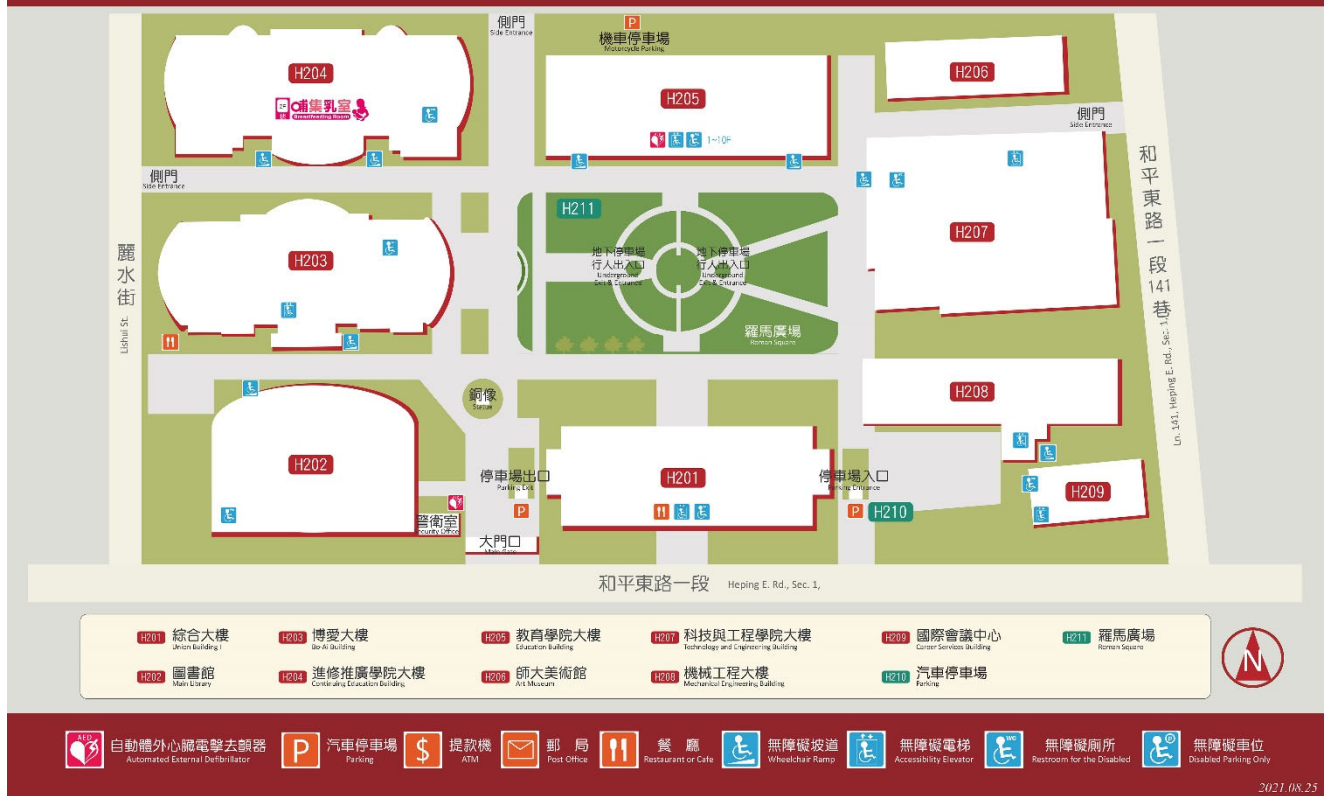 側門
Side Entrance
P
機車停車場
Motorcycle Parking
H204
2F
哺集乳室
Breastfeeding Room
H205
1~10F
H206
側門
Side Entrance
側門
Side Entrance
H211
H207
和平東路一段141巷
Ln. 141, Heping E. Rd., Sec. 1,
麗水街
Lishui St.
H203
地下停車場
行人出入口
Underground
Exit & Entrance
地下停車場
行人出入口
Underground
Exit & Entrance
羅馬廣場
Roman Square
銅像
Statue
H208
H202
停車場出口
Parking Exit
H201
停車場入口
Parking Entrance
H209
P
P
H210
警衛室
Security Office
大門口
Main Gate
和平東路一段 Heping E. Rd., Sec. 1,
H201 綜合大樓
Union Building I
H203 博愛大樓
Bo-Ai Building
H205 教育學院大樓
Education Building
H207 科技與工程學院大樓
Technology and Engineering Building
H209 國際會議中心
Career Services Building
H211 羅馬廣場
Roman Square
H202 圖書館
Main Library
H204 進修推廣學院大樓
Continuing Education Building
H206 師大美術館
Art Museum
H208 機械工程大樓
Mechanical Engineering Building
H210 汽車停車場
Parking
N
AED
自動體外心臟電擊去顫器
Automated External Defibrillator
P
汽車停車場
Parking
$
提款機
ATM
郵局
Post Office
餐廳
Restaurant or Cafe
無障礙坡道
Wheelchair Ramp
無障礙電梯
Accessibility Elevator
WC
無障礙廁所
Restroom for the Disabled
P
無障礙車位
Disabled Parking Only
2021.08.25